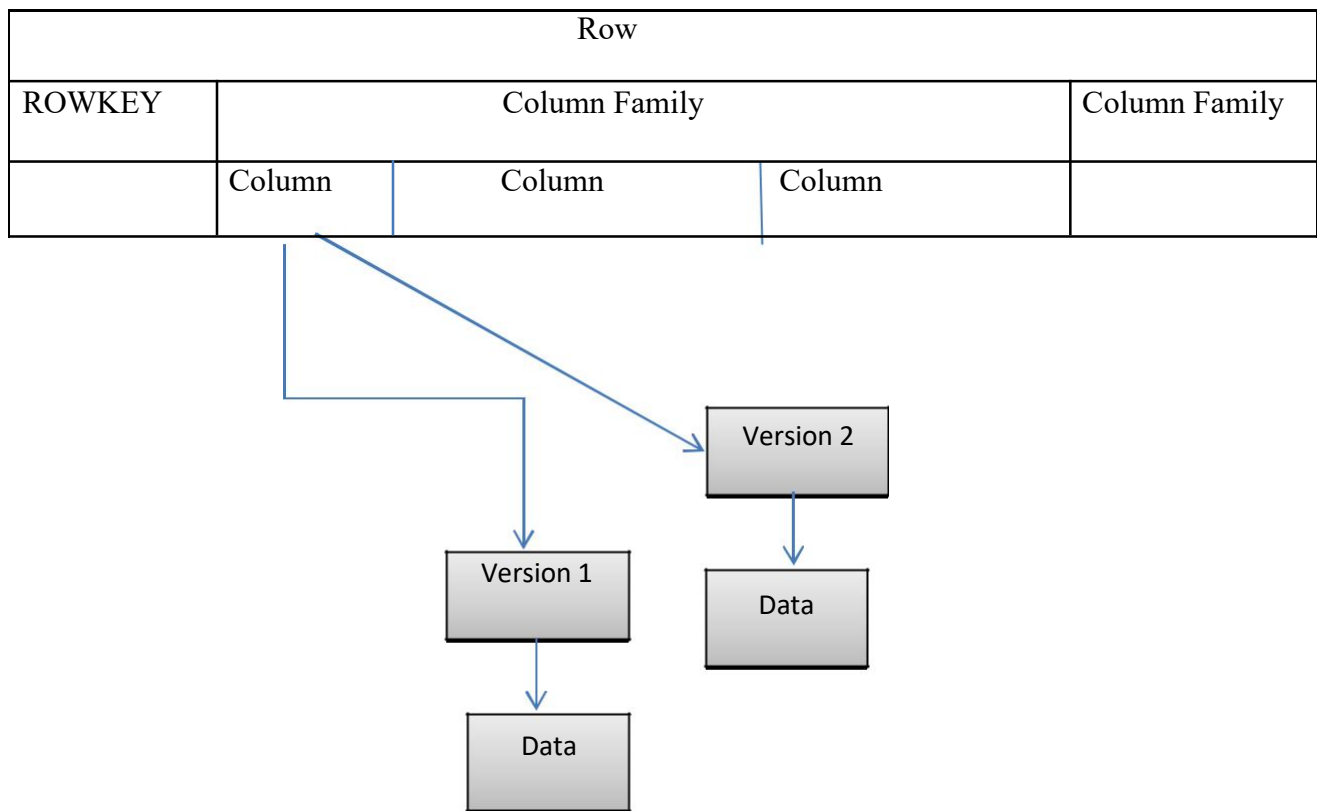 Row
ROWKEY Column Family Column Family
Column Column Column
Version 2
Version 1
Data
Data